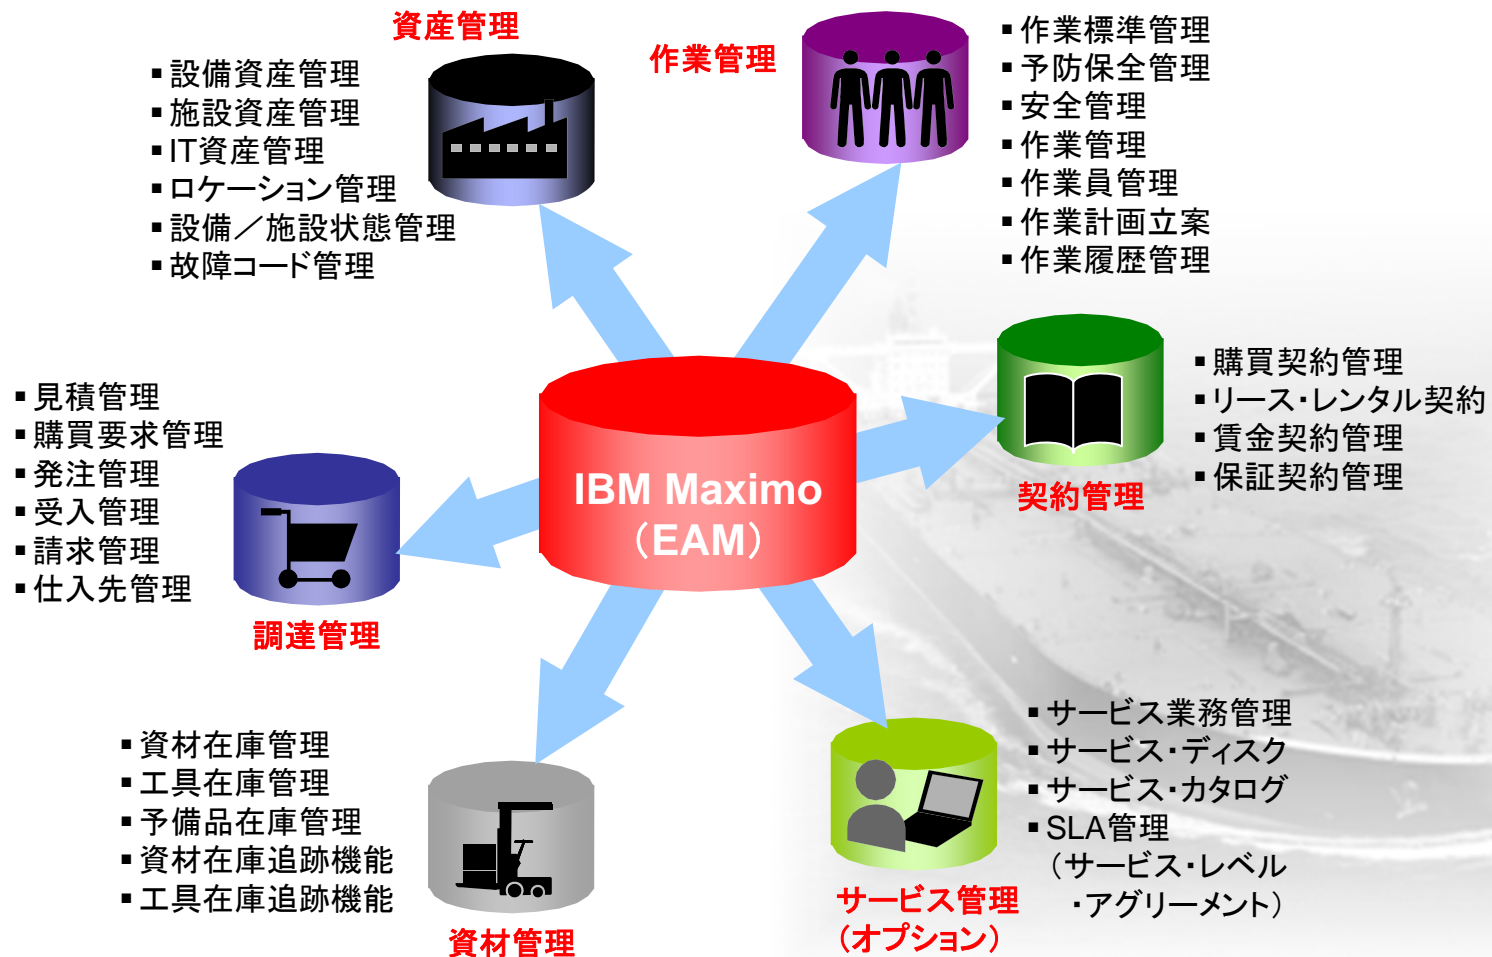 資産管理
▪設備資産管理
▪施設資産管理
▪IT資産管理
▪ロケーション管理
▪設備／施設状態管理
▪故障コード管理
作業管理
▪作業標準管理
▪予防保全管理
▪安全管理
▪作業管理
▪作業員管理
▪作業計画立案
▪作業履歴管理
▪見積管理
▪購買要求管理
▪発注管理
▪受入管理
▪請求管理
▪仕入先管理
調達管理
IBM Maximo
（EAM）
▪購買契約管理
▪リース・レンタル契約
▪賃金契約管理
▪保証契約管理
契約管理
▪資材在庫管理
▪工具在庫管理
▪予備品在庫管理
▪資材在庫追跡機能
▪工具在庫追跡機能
資材管理
▪サービス業務管理
▪サービス・ディスク
▪サービス・カタログ
▪SLA管理
（サービス・レベル
・アグリーメント）
サービス管理
（オプション）